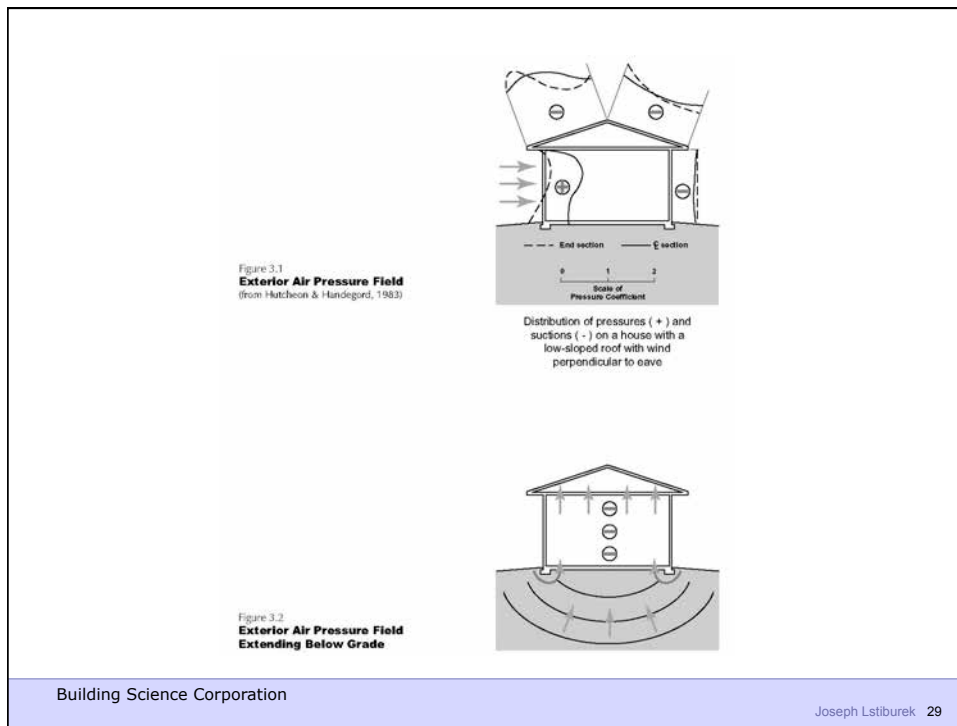 Figure 3.1
Exterior Air Pressure Field
(from Hutcheon & Handegord, 1983)
End section
℄ section
0 1 2
Scale of
Pressure Coefficient
Distribution of pressures ( + ) and
suctions ( - ) on a house with a
low-sloped roof with wind
perpendicular to eave
Figure 3.2
Exterior Air Pressure Field
Extending Below Grade
Building Science Corporation
Joseph Lstiburek 29